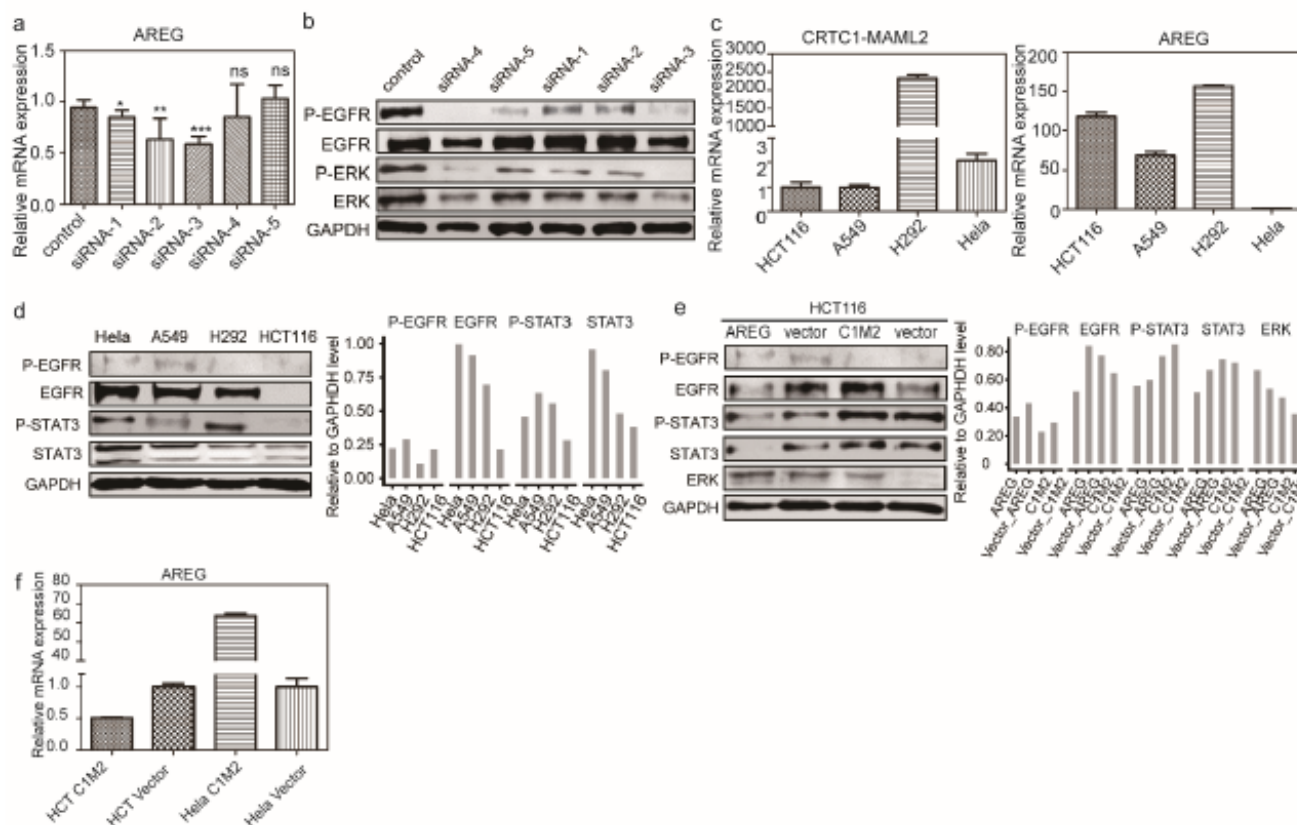 a
AREG
Relative mRNA expression
1.5
1.0
0.5
0.0
* ** *** ns ns
control siRNA-1 siRNA-2 siRNA-3 siRNA-4 siRNA-5
b
control siRNA-4 siRNA-5 siRNA-1 siRNA-2 siRNA-3
P-EGFR
EGFR
P-ERK
ERK
GAPDH
c
CRTC1-MAML2
Relative mRNA expression
3000
2500
2000
1500
1000
3
2
1
0
HCT116 A549 H292 Hela
AREG
Relative mRNA expression
200
150
100
50
0
HCT116 A549 H292 Hela
d
Hela A549 H292 HCT116
P-EGFR
EGFR
P-STAT3
STAT3
GAPDH
P-EGFR EGFR P-STAT3 STAT3
Relative to GAPHDH level
1.00
0.75
0.50
0.25
0.00
Hela A549 H292 HCT116 Hela A549 H292 HCT116 Hela A549 H292 HCT116 Hela A549 H292 HCT116
e
HCT116
AREG vector C1M2 vector
P-EGFR
EGFR
P-STAT3
STAT3
ERK
GAPDH
P-EGFR EGFR P-STAT3 STAT3 ERK
Relative to GAPHDH level
0.80
0.60
0.40
0.20
0
AREG Vector_AREG C1M2 Vector_C1M2 AREG Vector_AREG C1M2 Vector_C1M2 AREG Vector_AREG C1M2 Vector_C1M2 AREG Vector_AREG C1M2 Vector_C1M2 AREG Vector_AREG C1M2 Vector_C1M2
f
AREG
Relative mRNA expression
80
70
60
50
40
1.0
0.5
0.0
HCT C1M2 HCT Vector Hela C1M2 Hela Vector